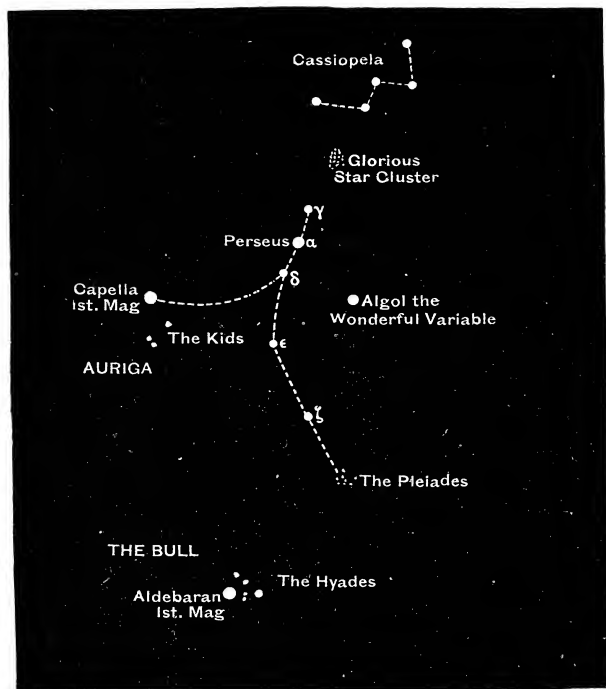 Cassiopela
Glorious
Star Cluster
γ
Perseus α
δ
Capella
1st. Mag
Algol the
Wonderful Variable
The Kids
ε
AURIGA
ζ
The Pleiades
THE BULL
The Hyades
Aldebaran
1st. Mag